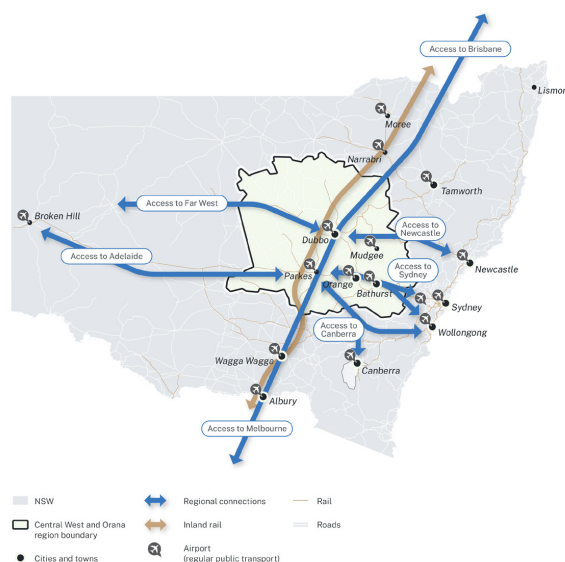 Access to Brisbane
Lismor
Moree
Narrabri
Tamworth
Access to Far West
Broken Hill
Access to
Newcastle
Dubbo
Access to Adelaide
Mudgee
Newcastle
Access to
Sydney
Parkes
Orange
Bathurst
Sydney
Access to
Canberra
Wollongong
Wagga Wagga
Canberra
Albury
Access to Melbourne
NSW
Regional connections
Rail
Central West and Orana
region boundary
Inland rail
Roads
Cities and towns
Airport
(regular public transport)